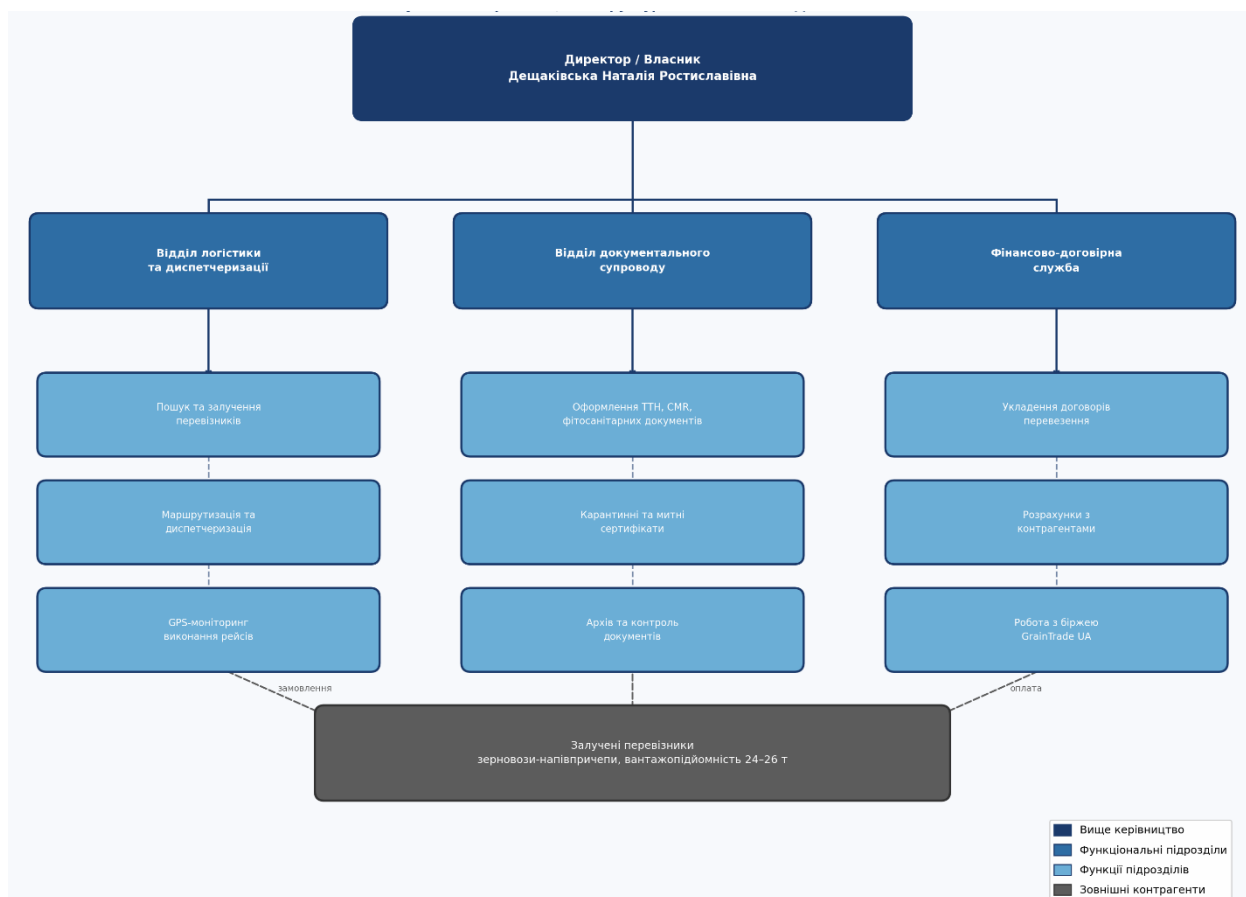 Директор / Власник
Дещаківська Наталія Ростиславівна
Відділ логістики
та диспетчеризації
Відділ документального
супроводу
Фінансово-договірна
служба
Пошук та залучення
перевізників
Оформлення ТТН, CMR,
фітосанітарних документів
Укладення договорів
перевезення
Маршрутизація та
диспетчеризація
Карантинні та митні
сертифікати
Розрахунки з
контрагентами
GPS-моніторинг
виконання рейсів
Архів та контроль
документів
Робота з біржею
GrainTrade UA
замовлення
оплата
Залучені перевізники
зерновози-напівпричепи, вантажопідйомність 24–26 т
Вище керівництво
Функціональні підрозділи
Функції підрозділів
Зовнішні контрагенти